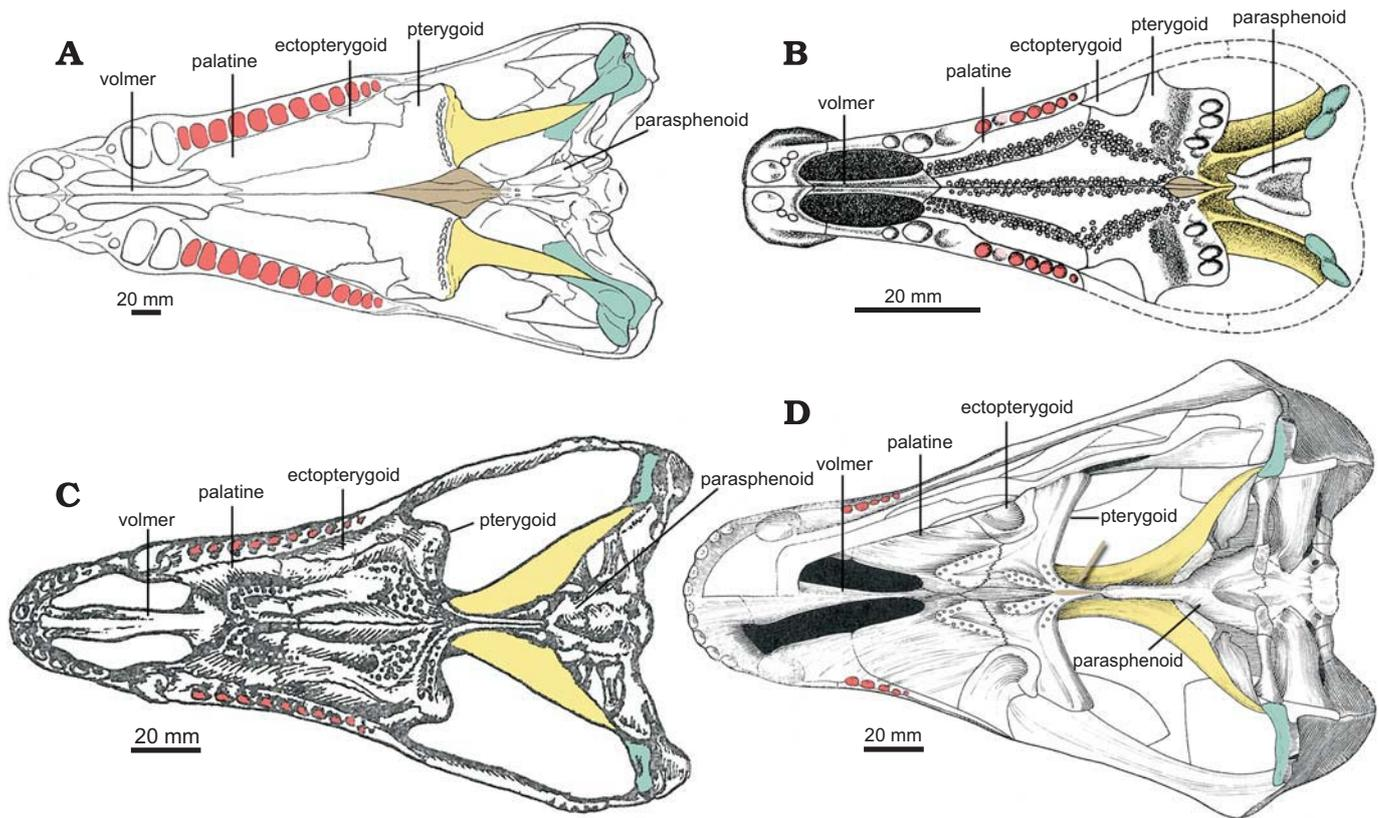 A
volmer
palatine
ectopterygoid
pterygoid
parasphenoid
20 mm
B
volmer
palatine
ectopterygoid
pterygoid
parasphenoid
20 mm
C
volmer
palatine
ectopterygoid
pterygoid
parasphenoid
20 mm
D
volmer
palatine
ectopterygoid
pterygoid
parasphenoid
20 mm